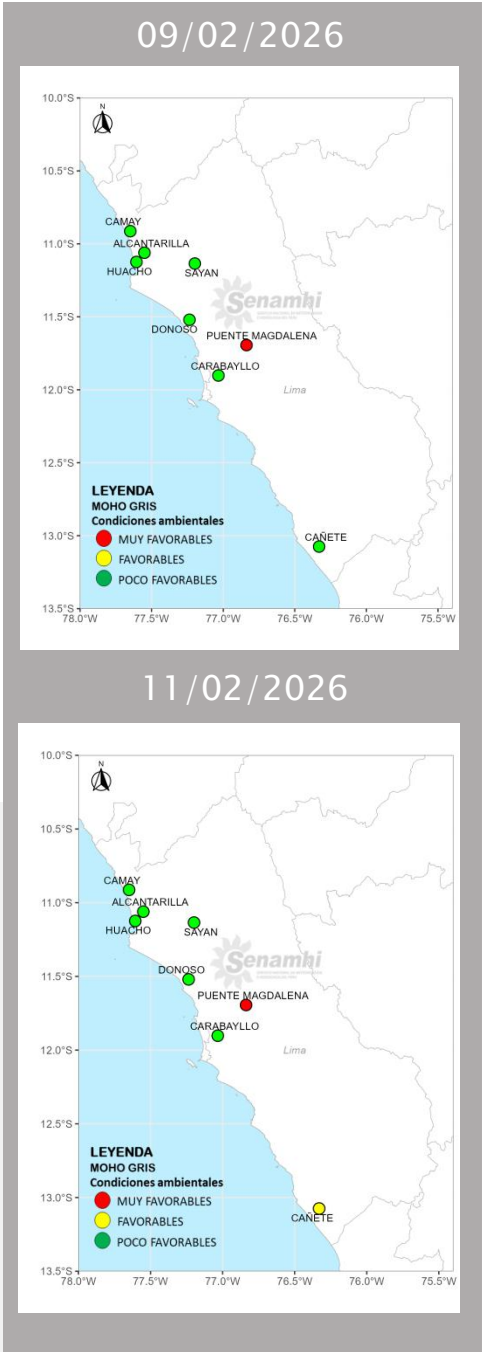 09/02/2026
10.0°S
N
10.5°S
CAMAY
11.0°S
ALCANTARILLA
HUACHO
SAYAN
Senamhi
11.5°S
DONOSO
PUENTE MAGDALENA
CARABAYLLO
12.0°S
Lima
12.5°S
LEYENDA
MOHO GRIS
Condiciones ambientales
13.0°S
CAÑETE
MUY FAVORABLES
FAVORABLES
POCO FAVORABLES
13.5°S
78.0°W 77.5°W 77.0°W 76.5°W 76.0°W 75.5°W
11/02/2026
10.0°S
N
10.5°S
CAMAY
11.0°S
ALCANTARILLA
HUACHO
SAYAN
Senamhi
11.5°S
DONOSO
PUENTE MAGDALENA
CARABAYLLO
12.0°S
Lima
12.5°S
LEYENDA
MOHO GRIS
Condiciones ambientales
13.0°S
MUY FAVORABLES
CAÑETE
FAVORABLES
POCO FAVORABLES
13.5°S
78.0°W 77.5°W 77.0°W 76.5°W 76.0°W 75.5°W